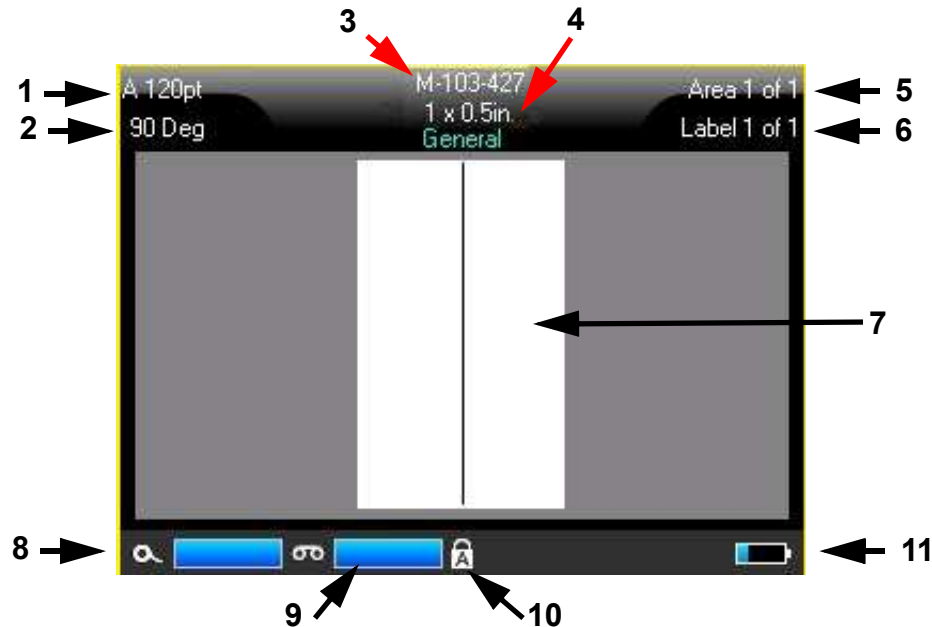 3 4
1 A 120pt M-103-427 Area 1 of 1 5
2 90 Deg 1 x 0.5in. Label 1 of 1 6
General
7
8 A 11
9 10